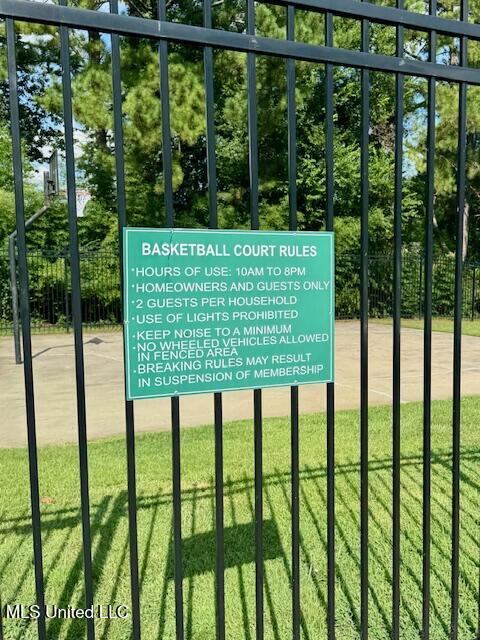 BASKETBALL COURT RULES
·HOURS OF USE: 10AM TO 8PM
·HOMEOWNERS AND GUESTS ONLY
·2 GUESTS PER HOUSEHOLD
·USE OF LIGHTS PROHIBITED
·KEEP NOISE TO A MINIMUM
·NO WHEELED VEHICLES ALLOWED
IN FENCED AREA
·BREAKING RULES MAY RESULT
IN SUSPENSION OF MEMBERSHIP
MLS United LLC